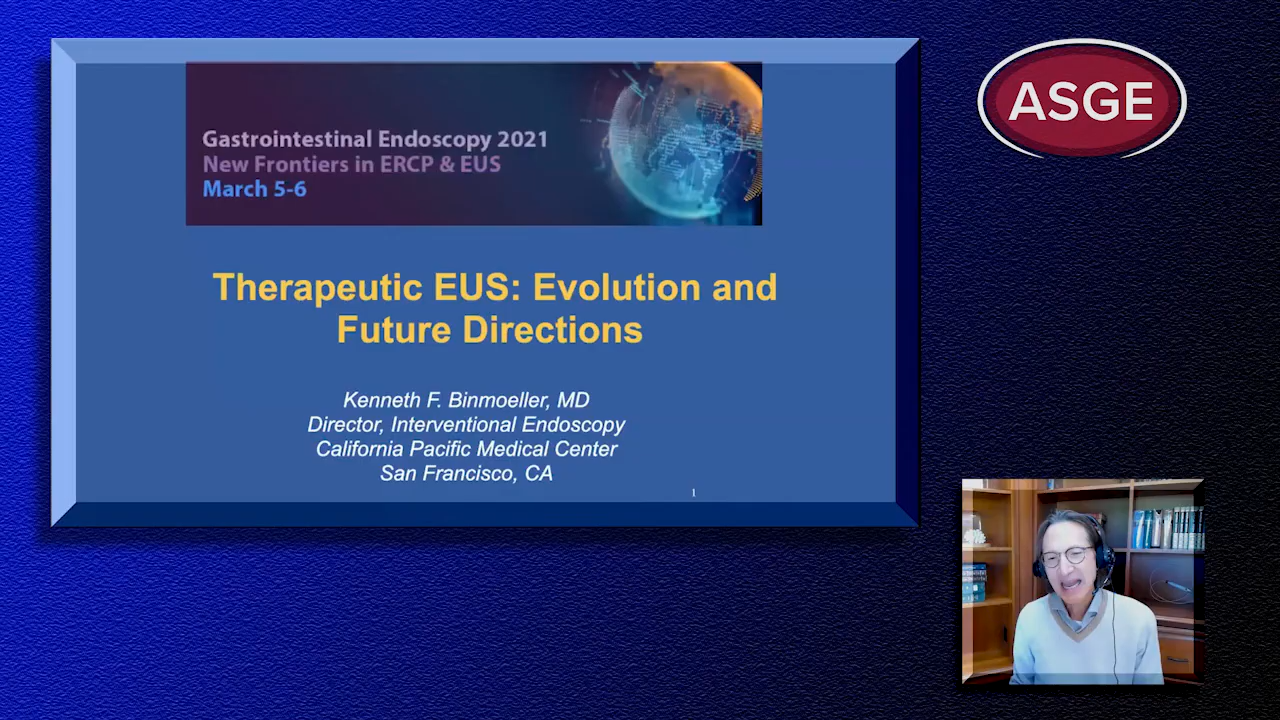 Gastrointestinal Endoscopy 2021
New Frontiers in ERCP & EUS
March 5-6
ASGE
Therapeutic EUS: Evolution and
Future Directions
Kenneth F. Binmoeller, MD
Director, Interventional Endoscopy
California Pacific Medical Center
San Francisco, CA
1